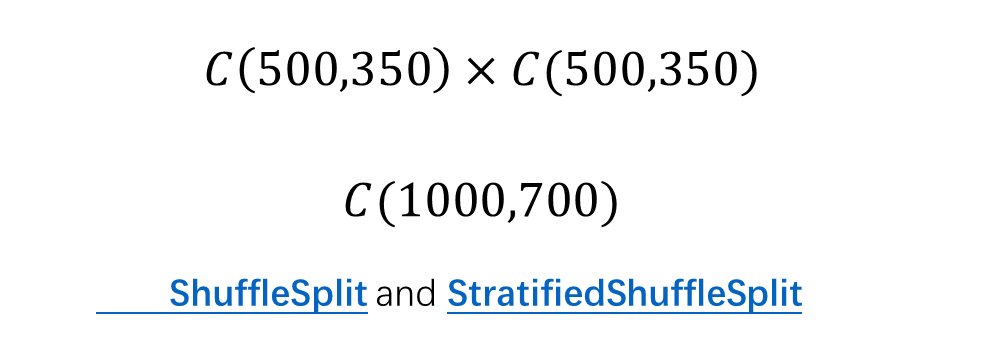 C(500,350) × C(500,350)
C(1000,700)
ShuffleSplit and StratifiedShuffleSplit